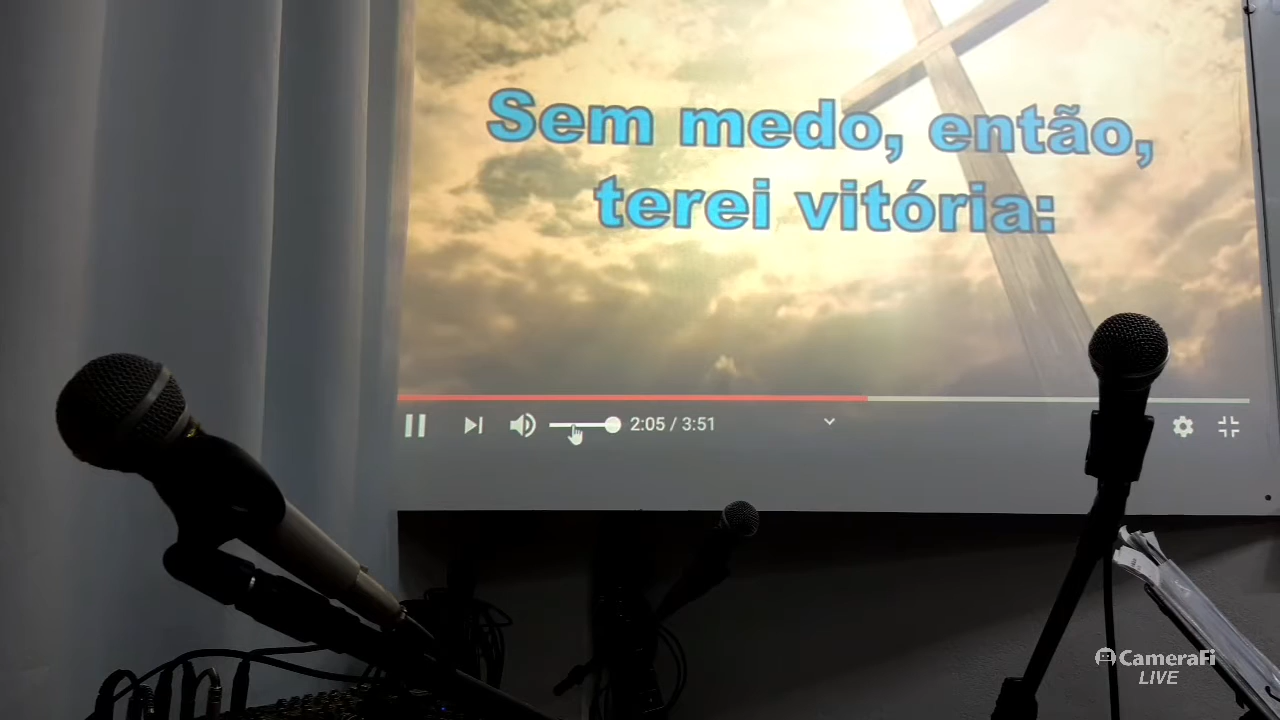 Sem medo, então,
terei vitória:
2:05 / 3:51
CameraFi
LIVE